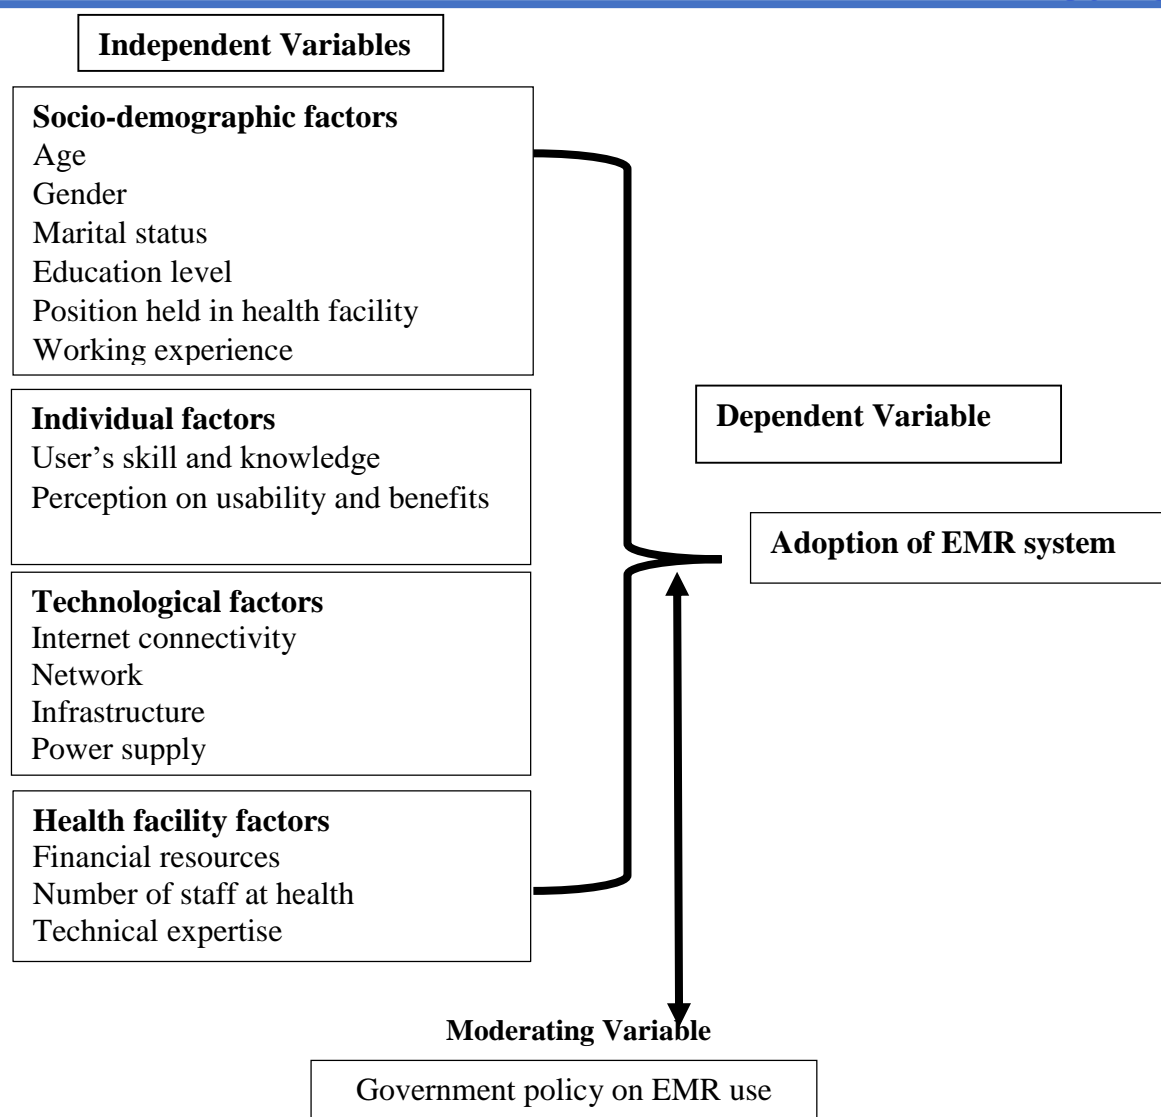 Independent Variables
Socio-demographic factors
Age
Gender
Marital status
Education level
Position held in health facility
Working experience
Individual factors
User’s skill and knowledge
Perception on usability and benefits
Technological factors
Internet connectivity
Network
Infrastructure
Power supply
Health facility factors
Financial resources
Number of staff at health
Technical expertise
Dependent Variable
Adoption of EMR system
Moderating Variable
Government policy on EMR use